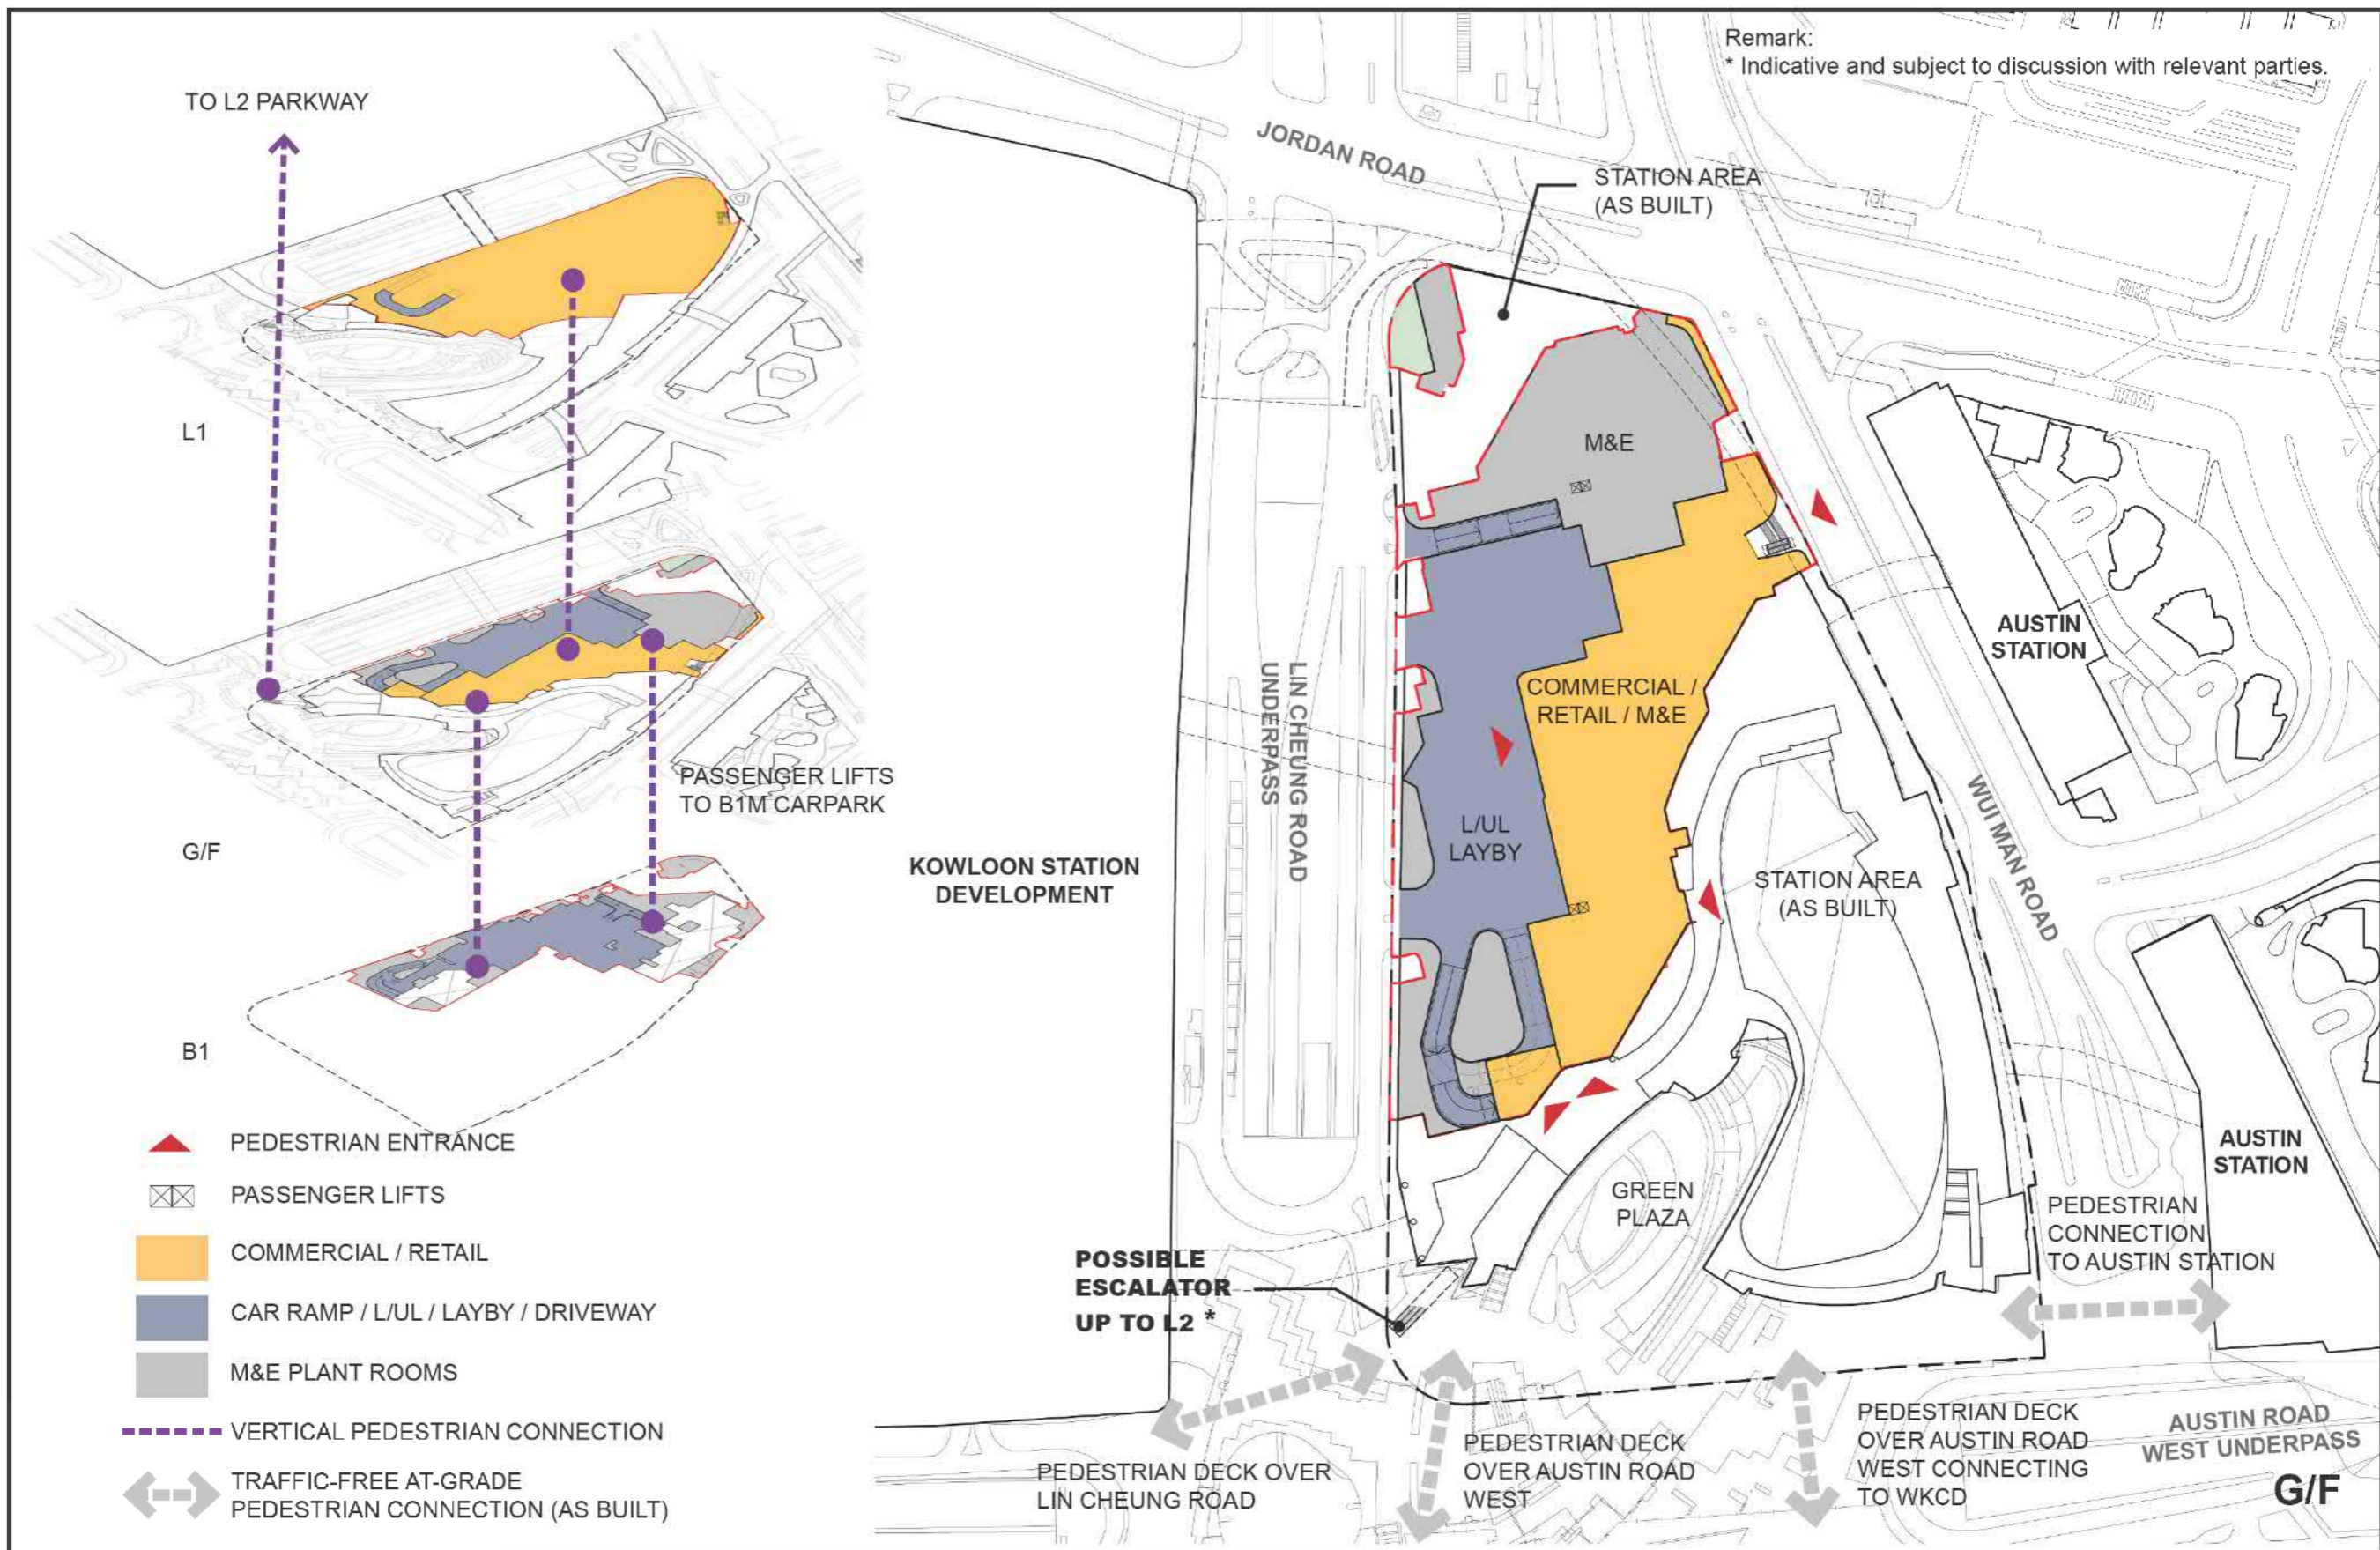 Remark:
* Indicative and subject to discussion with relevant parties.
TO L2 PARKWAY
L1
G/F
PASSENGER LIFTS
TO B1M CARPARK
B1
PEDESTRIAN ENTRANCE
PASSENGER LIFTS
COMMERCIAL / RETAIL
CAR RAMP / L/UL / LAYBY / DRIVEWAY
M&E PLANT ROOMS
VERTICAL PEDESTRIAN CONNECTION
TRAFFIC-FREE AT-GRADE
PEDESTRIAN CONNECTION (AS BUILT)
JORDAN ROAD
STATION AREA
(AS BUILT)
M&E
AUSTIN
STATION
LIN CHEUNG ROAD
UNDERPASS
COMMERCIAL /
RETAIL / M&E
L/UL
LAYBY
WUI MAN ROAD
KOWLOON STATION
DEVELOPMENT
STATION AREA
(AS BUILT)
AUSTIN
STATION
GREEN
PLAZA
PEDESTRIAN
CONNECTION
TO AUSTIN STATION
POSSIBLE
ESCALATOR
UP TO L2 *
PEDESTRIAN DECK OVER
LIN CHEUNG ROAD
PEDESTRIAN DECK
OVER AUSTIN ROAD
WEST
PEDESTRIAN DECK
OVER AUSTIN ROAD
WEST CONNECTING
TO WKCD
AUSTIN ROAD
WEST UNDERPASS
G/F